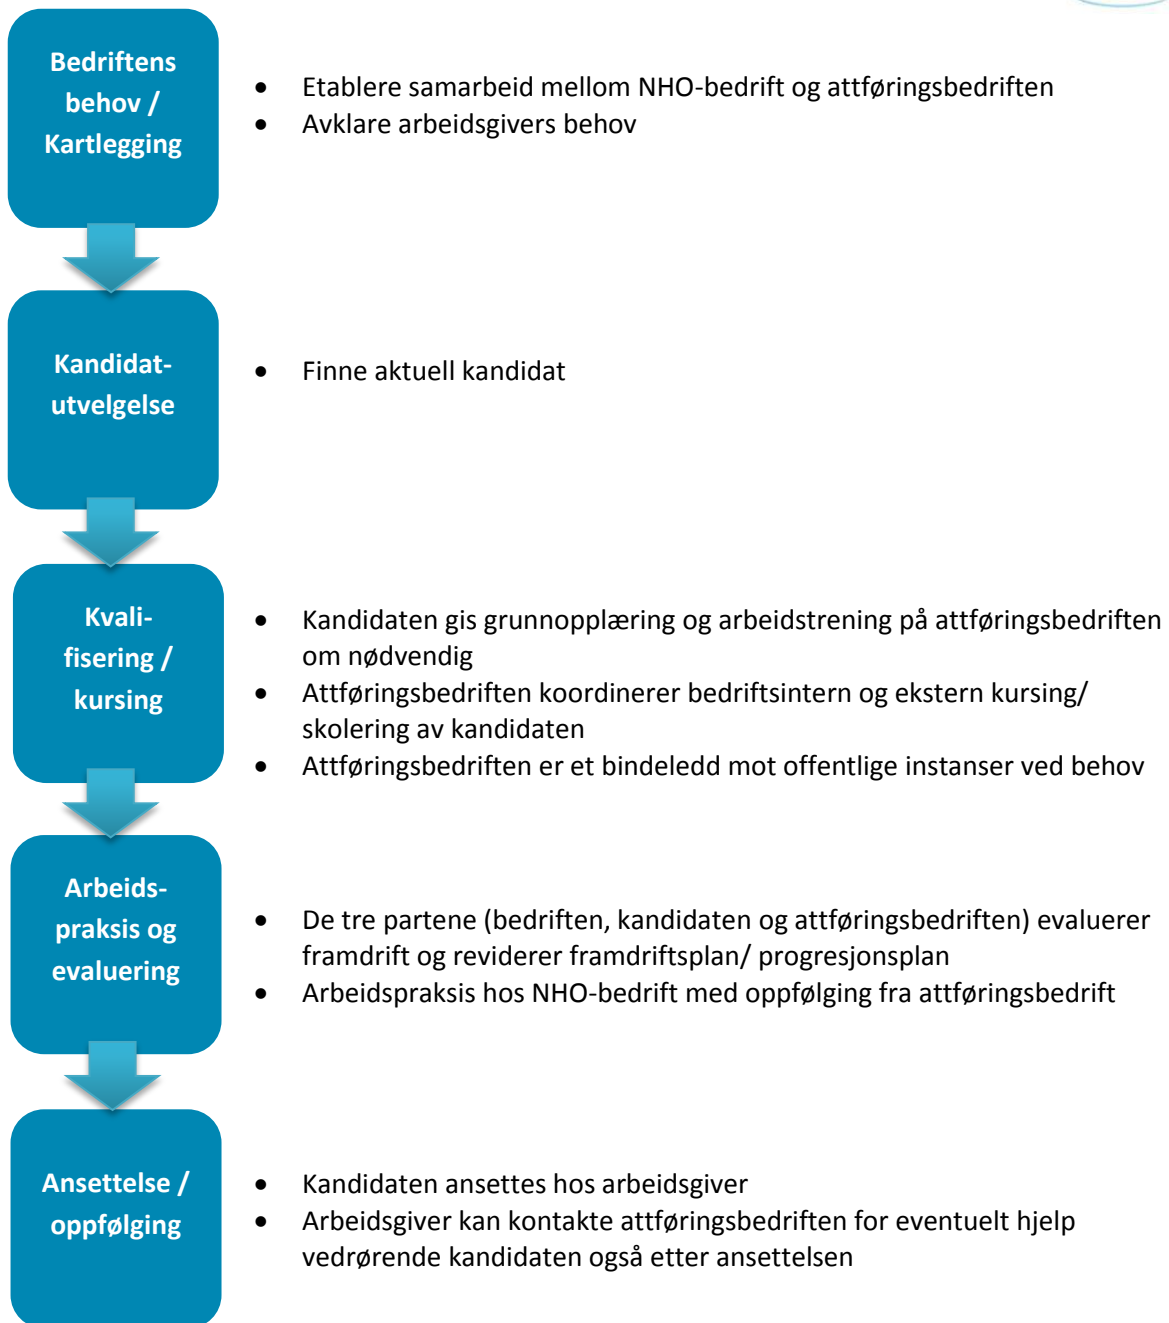 Bedriftens
behov /
Kartlegging
• Etablere samarbeid mellom NHO-bedrift og attføringsbedriften
• Avklare arbeidsgivers behov
Kandidat-
utvelgelse
• Finne aktuell kandidat
Kvali-
fisering /
kursing
• Kandidaten gis grunnopplæring og arbeidstrening på attføringsbedriften
om nødvendig
• Attføringsbedriften koordinerer bedriftsintern og ekstern kursing/
skolering av kandidaten
• Attføringsbedriften er et bindeledd mot offentlige instanser ved behov
Arbeids-
praksis og
evaluering
• De tre partene (bedriften, kandidaten og attføringsbedriften) evaluerer
framdrift og reviderer framdriftsplan/ progresjonsplan
• Arbeidspraksis hos NHO-bedrift med oppfølging fra attføringsbedrift
Ansettelse /
oppfølging
• Kandidaten ansettes hos arbeidsgiver
• Arbeidsgiver kan kontakte attføringsbedriften for eventuelt hjelp
vedrørende kandidaten også etter ansettelsen